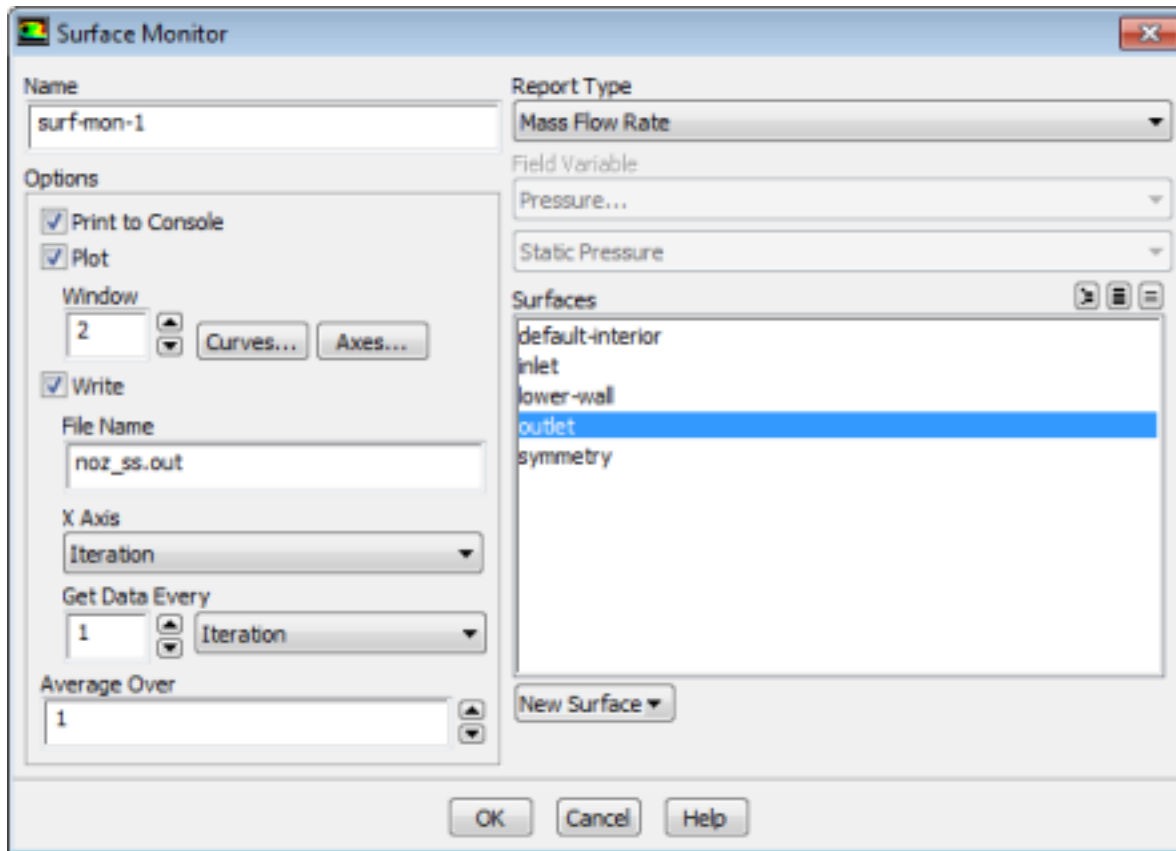 Surface Monitor
Name
surf-mon-1
Options
Print to Console
Plot
Window
2
Curves...
Axes...
Write
File Name
noz_ss.out
X Axis
Iteration
Get Data Every
1
Iteration
Average Over
1
Report Type
Mass Flow Rate
Field Variable
Pressure...
Static Pressure
Surfaces
default-interior
inlet
lower-wall
outlet
symmetry
New Surface
OK
Cancel
Help